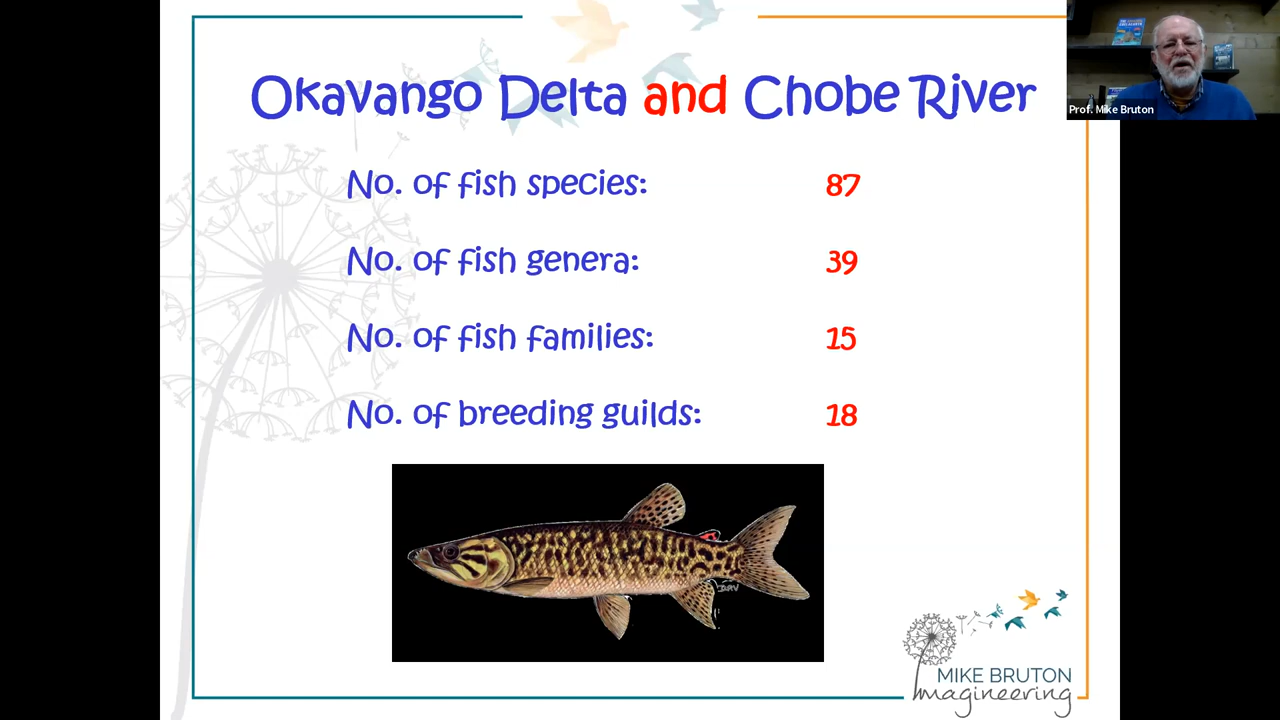 Okavango Delta and Chobe River
Prof. Mike Bruton
No. of fish species: 87
No. of fish genera: 39
No. of fish families: 15
No. of breeding guilds: 18
MIKE BRUTON
Imagineering